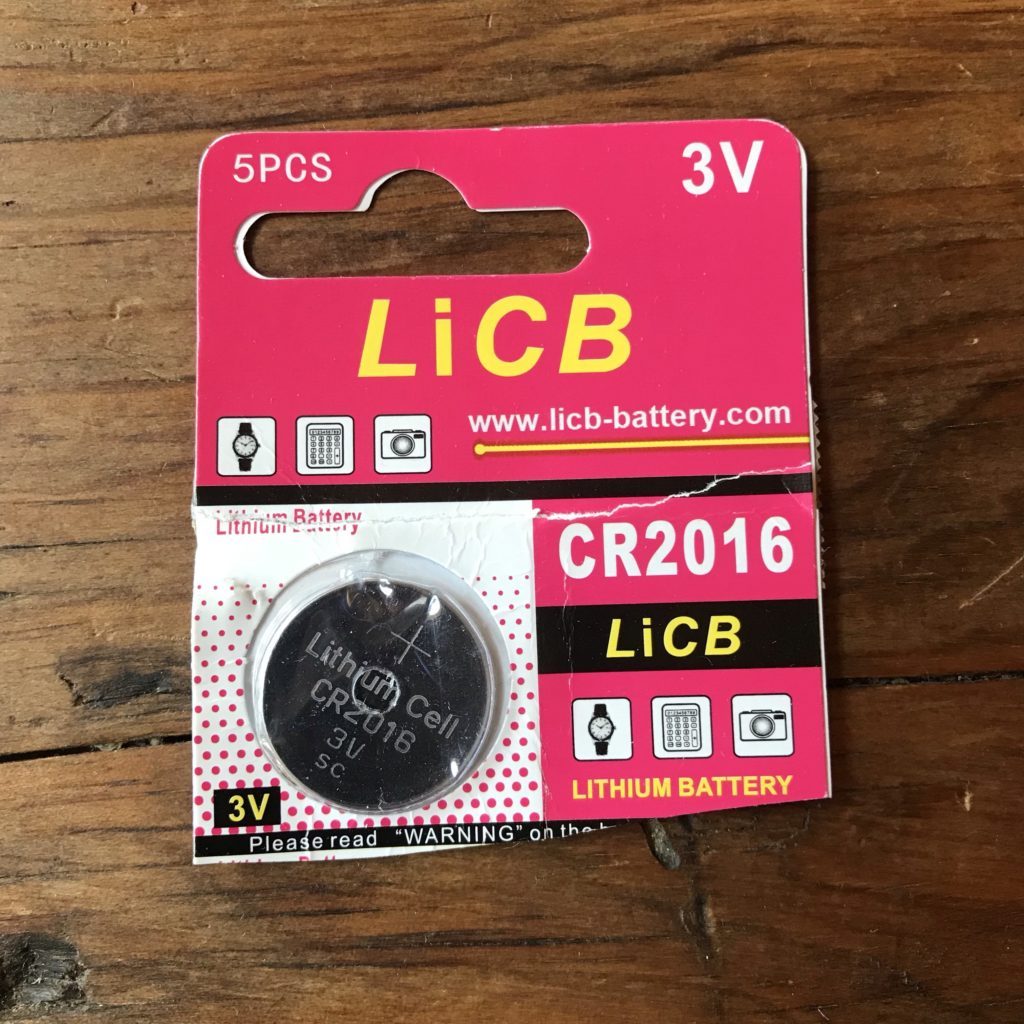 5PCS
3V
LiCB
www.licb-battery.com
Lithium Battery
CR2016
LiCB
Lithium Cell
CR2016
3V
SC
LITHIUM BATTERY
3V
Please read "WARNING" on the